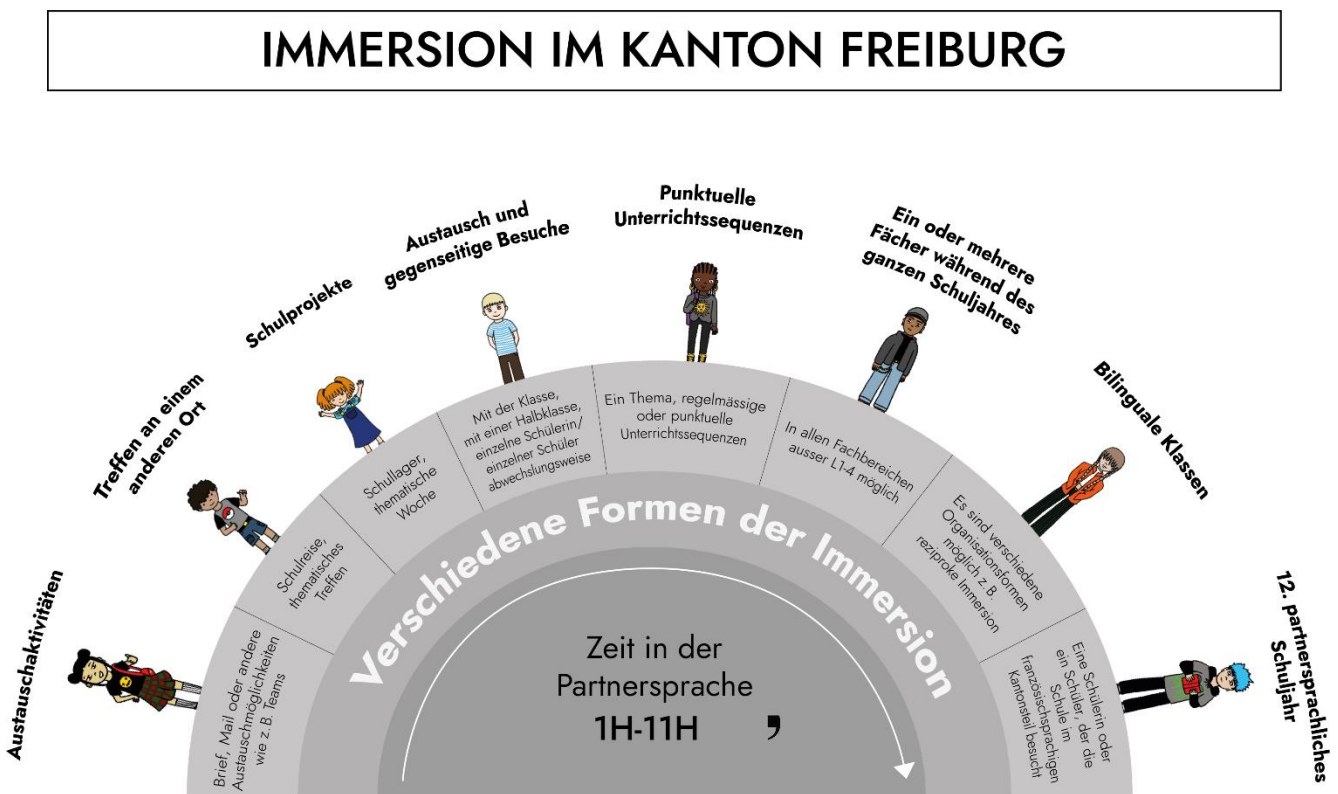 IMMERSION IM KANTON FREIBURG
Austauschaktivitäten
Brief, Mail oder andere
Austauschmöglichkeiten
wie z. B. Teams
Treffen an einem
anderen Ort
Schulreise,
thematisches
Treffen
Schulprojekte
Schullager,
thematische
Woche
Austausch und
gegenseitige Besuche
Mit der Klasse,
mit einer Halbklasse,
einzelne Schülerin/
einzelner Schüler
abwechslungsweise
Punktuelle
Unterrichtssequenzen
Ein Thema, regelmässige
oder punktuelle
Unterrichtssequenzen
Ein oder mehrere
Fächer während des
ganzen Schuljahres
In allen Fachbereichen
ausser L1-4 möglich
Bilinguale Klassen
Es sind verschiedene
Organisationsformen
möglich z. B.
reziproke Immersion
12. partnersprachliches
Schuljahr
Eine Schülerin oder
ein Schüler, der die
Schule im
französischsprachigen
Kantonsteil besucht
Verschiedene Formen der Immersion
Zeit in der
Partnersprache
1H-11H ,